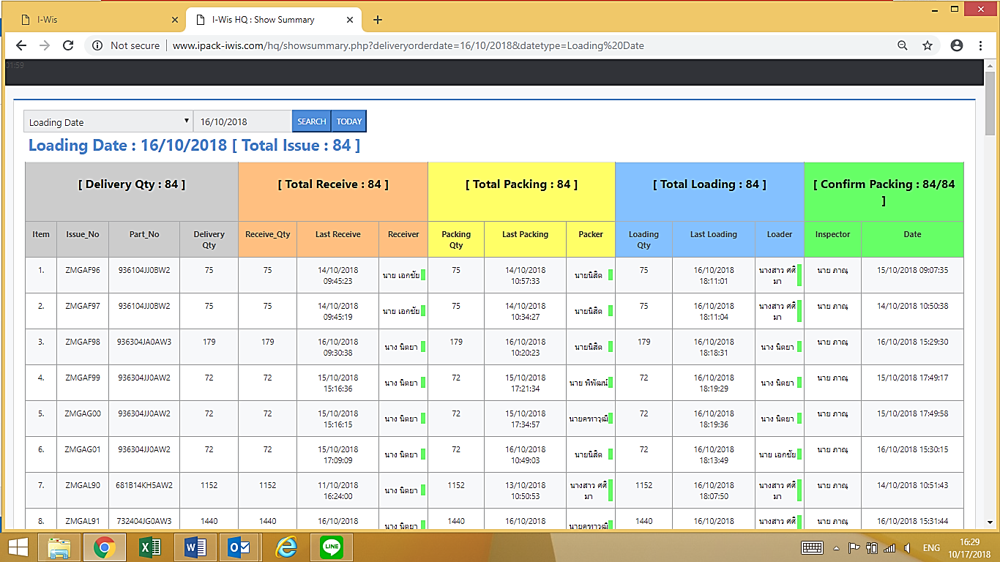 I-Wis
I-Wis HQ : Show Summary
Not secure
www.ipack-iwis.com/hq/showsummary.php?deliveryorderdate=16/10/2018&datetype=Loading%20Date
01:59
Loading Date 16/10/2018 SEARCH TODAY
Loading Date : 16/10/2018 [ Total Issue : 84 ]
[ Delivery Qty : 84 ] [ Total Receive : 84 ] [ Total Packing : 84 ] [ Total Loading : 84 ] [ Confirm Packing : 84/84
]
Item Issue_No Part_No Delivery Receive_Qty Last Receive Receiver Packing Last Packing Packer Loading Last Loading Loader Inspector Date
Qty Qty Qty
1. ZMGAF96 936104JJ0BW2 75 75 14/10/2018 นาย เอกชัย 75 14/10/2018 นายนิสิต 75 16/10/2018 นางสาว ศศิ นาย ภาณุ 15/10/2018 09:07:35
09:45:23 10:57:33 18:11:01 มา
2. ZMGAF97 936104JJ0BW2 75 75 14/10/2018 นาย เอกชัย 75 14/10/2018 นายนิสิต 75 16/10/2018 นางสาว ศศิ นาย ภาณุ 14/10/2018 10:50:38
09:45:19 10:34:27 18:11:04 มา
3. ZMGAF98 936304JA0AW3 179 179 16/10/2018 นาง นิตยา 179 16/10/2018 นายนิสิต 179 16/10/2018 นาง นิตยา นาย ภาณุ 16/10/2018 15:29:30
09:30:38 10:20:23 18:18:31
4. ZMGAF99 936304JJ0AW2 72 72 15/10/2018 นาง นิตยา 72 15/10/2018 นาย พิพัฒน์ 72 16/10/2018 นาง นิตยา นาย ภาณุ 15/10/2018 17:49:17
15:16:36 17:21:34 18:19:29
5. ZMGAG00 936304JJ0AW2 72 72 15/10/2018 นาง นิตยา 72 15/10/2018 นายคฑาวุฒิ 72 16/10/2018 นาง นิตยา นาย ภาณุ 15/10/2018 17:49:58
15:16:15 17:34:57 18:19:36
6. ZMGAG01 936304JJ0AW2 72 72 15/10/2018 นาง นิตยา 72 16/10/2018 นายนิสิต 72 16/10/2018 นาย เอกชัย นาย ภาณุ 16/10/2018 15:30:15
17:09:09 10:49:03 18:13:49
7. ZMGAL90 681B14KH5AW2 1152 1152 11/10/2018 นาง นิตยา 1152 13/10/2018 นางสาว ศศิ 1152 16/10/2018 นางสาว ศศิ นาย ภาณุ 14/10/2018 10:51:43
16:24:00 10:50:53 มา 18:07:50 มา
8. ZMGAL91 732404JG0AW3 1440 1440 16/10/2018 นาง นิตยา 1440 16/10/2018 นายคฑาวุฒิ 1440 16/10/2018 นางสาว ศศิ นาย ภาณุ 16/10/2018 15:31:44
LINE
ENG
16:29
10/17/2018